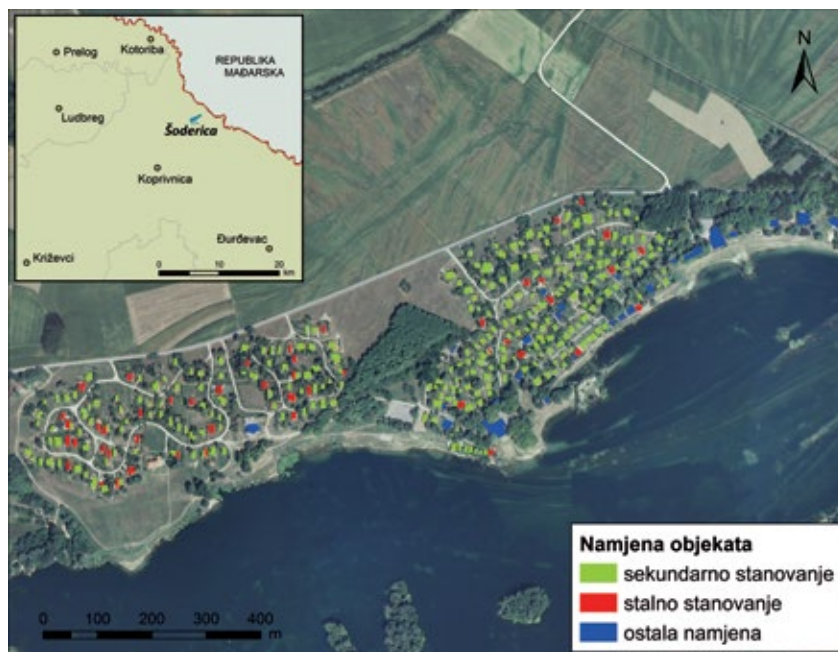 Prelog
Kotoriba
REPUBLIKA
MAĐARSKA
Ludbreg
Šoderica
Koprivnica
Đurđevac
Križevci
0 10 20
km
N
0 100 200 300 400
m
Namjena objekata
sekundarno stanovanje
stalno stanovanje
ostala namjena